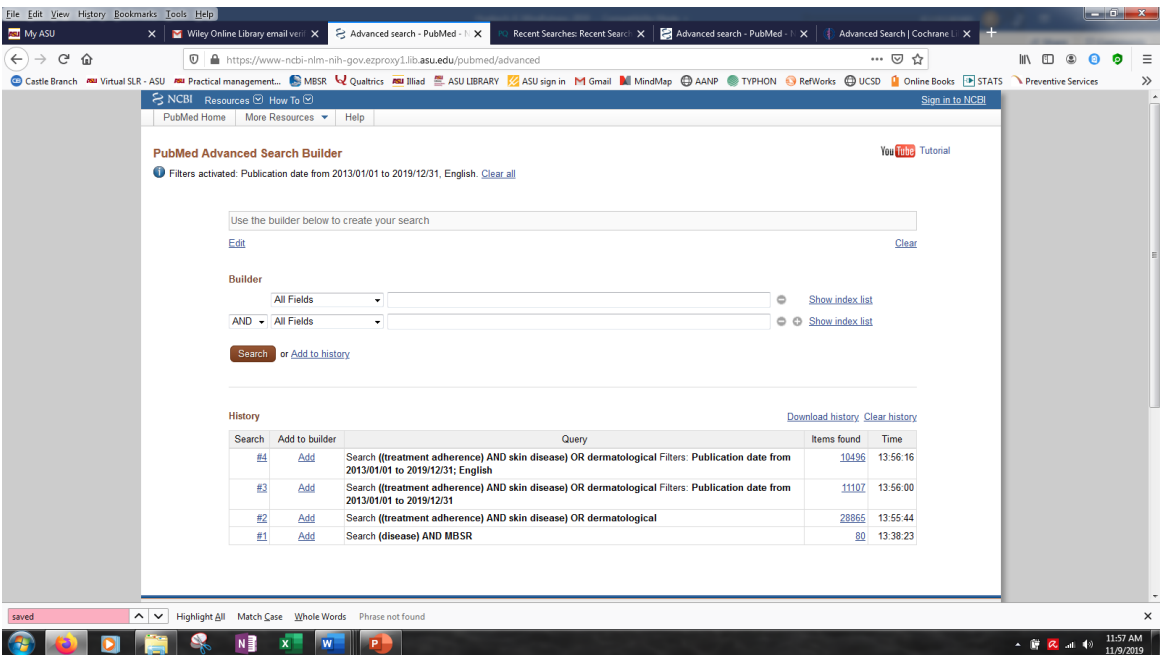 File Edit View History Bookmarks Tools Help
My ASU
Wiley Online Library email veri
Advanced search - PubMed - N
Recent Searches: Recent Search
Advanced search - PubMed - N
Advanced Search | Cochrane Li
https://www-ncbi-nlm-nih-gov.ezproxy1.lib.asu.edu/pubmed/advanced
Castle Branch Virtual SLR - ASU Practical management... MBSR Qualtrics Illiad ASU LIBRARY ASU sign in Gmail MindMap AANP TYPHON RefWorks UCSD Online Books STATS Preventive Services
NCBI Resources How To Sign in to NCBI
PubMed Home More Resources Help
PubMed Advanced Search Builder YouTube Tutorial
Filters activated: Publication date from 2013/01/01 to 2019/12/31, English. Clear all
Use the builder below to create your search
Edit Clear
Builder
All Fields Show index list
AND All Fields Show index list
Search or Add to history
History Download history Clear history
Search Add to builder Query Items found Time
#4 Add Search ((treatment adherence) AND skin disease) OR dermatological Filters: Publication date from 10496 13:56:16
2013/01/01 to 2019/12/31; English
#3 Add Search ((treatment adherence) AND skin disease) OR dermatological Filters: Publication date from 11107 13:56:00
2013/01/01 to 2019/12/31
#2 Add Search ((treatment adherence) AND skin disease) OR dermatological 28865 13:55:44
#1 Add Search (disease) AND MBSR 80 13:38:23
saved Highlight All Match Case Whole Words Phrase not found
11:57 AM
11/9/2019